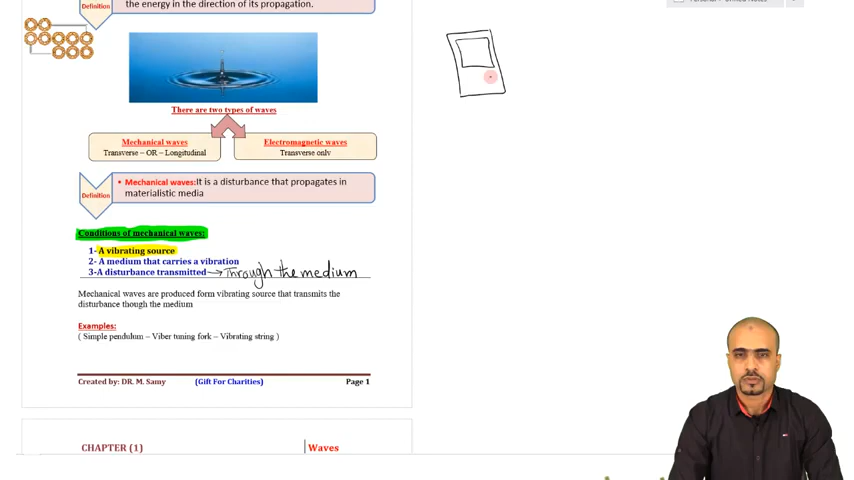 the energy in the direction of its propagation.
Definition
There are two types of waves
Mechanical waves
Transverse – OR – Longitudinal
Electromagnetic waves
Transverse only
• Mechanical waves:It is a disturbance that propagates in
materialistic media
Definition
Conditions of mechanical waves:
1- A vibrating source
2- A medium that carries a vibration
3-A disturbance transmitted → Through the medium
Mechanical waves are produced form vibrating source that transmits the
disturbance though the medium
Examples:
( Simple pendulum – Viber tuning fork – Vibrating string )
Created by: DR. M. Samy (Gift For Charities) Page 1
CHAPTER (1) Waves